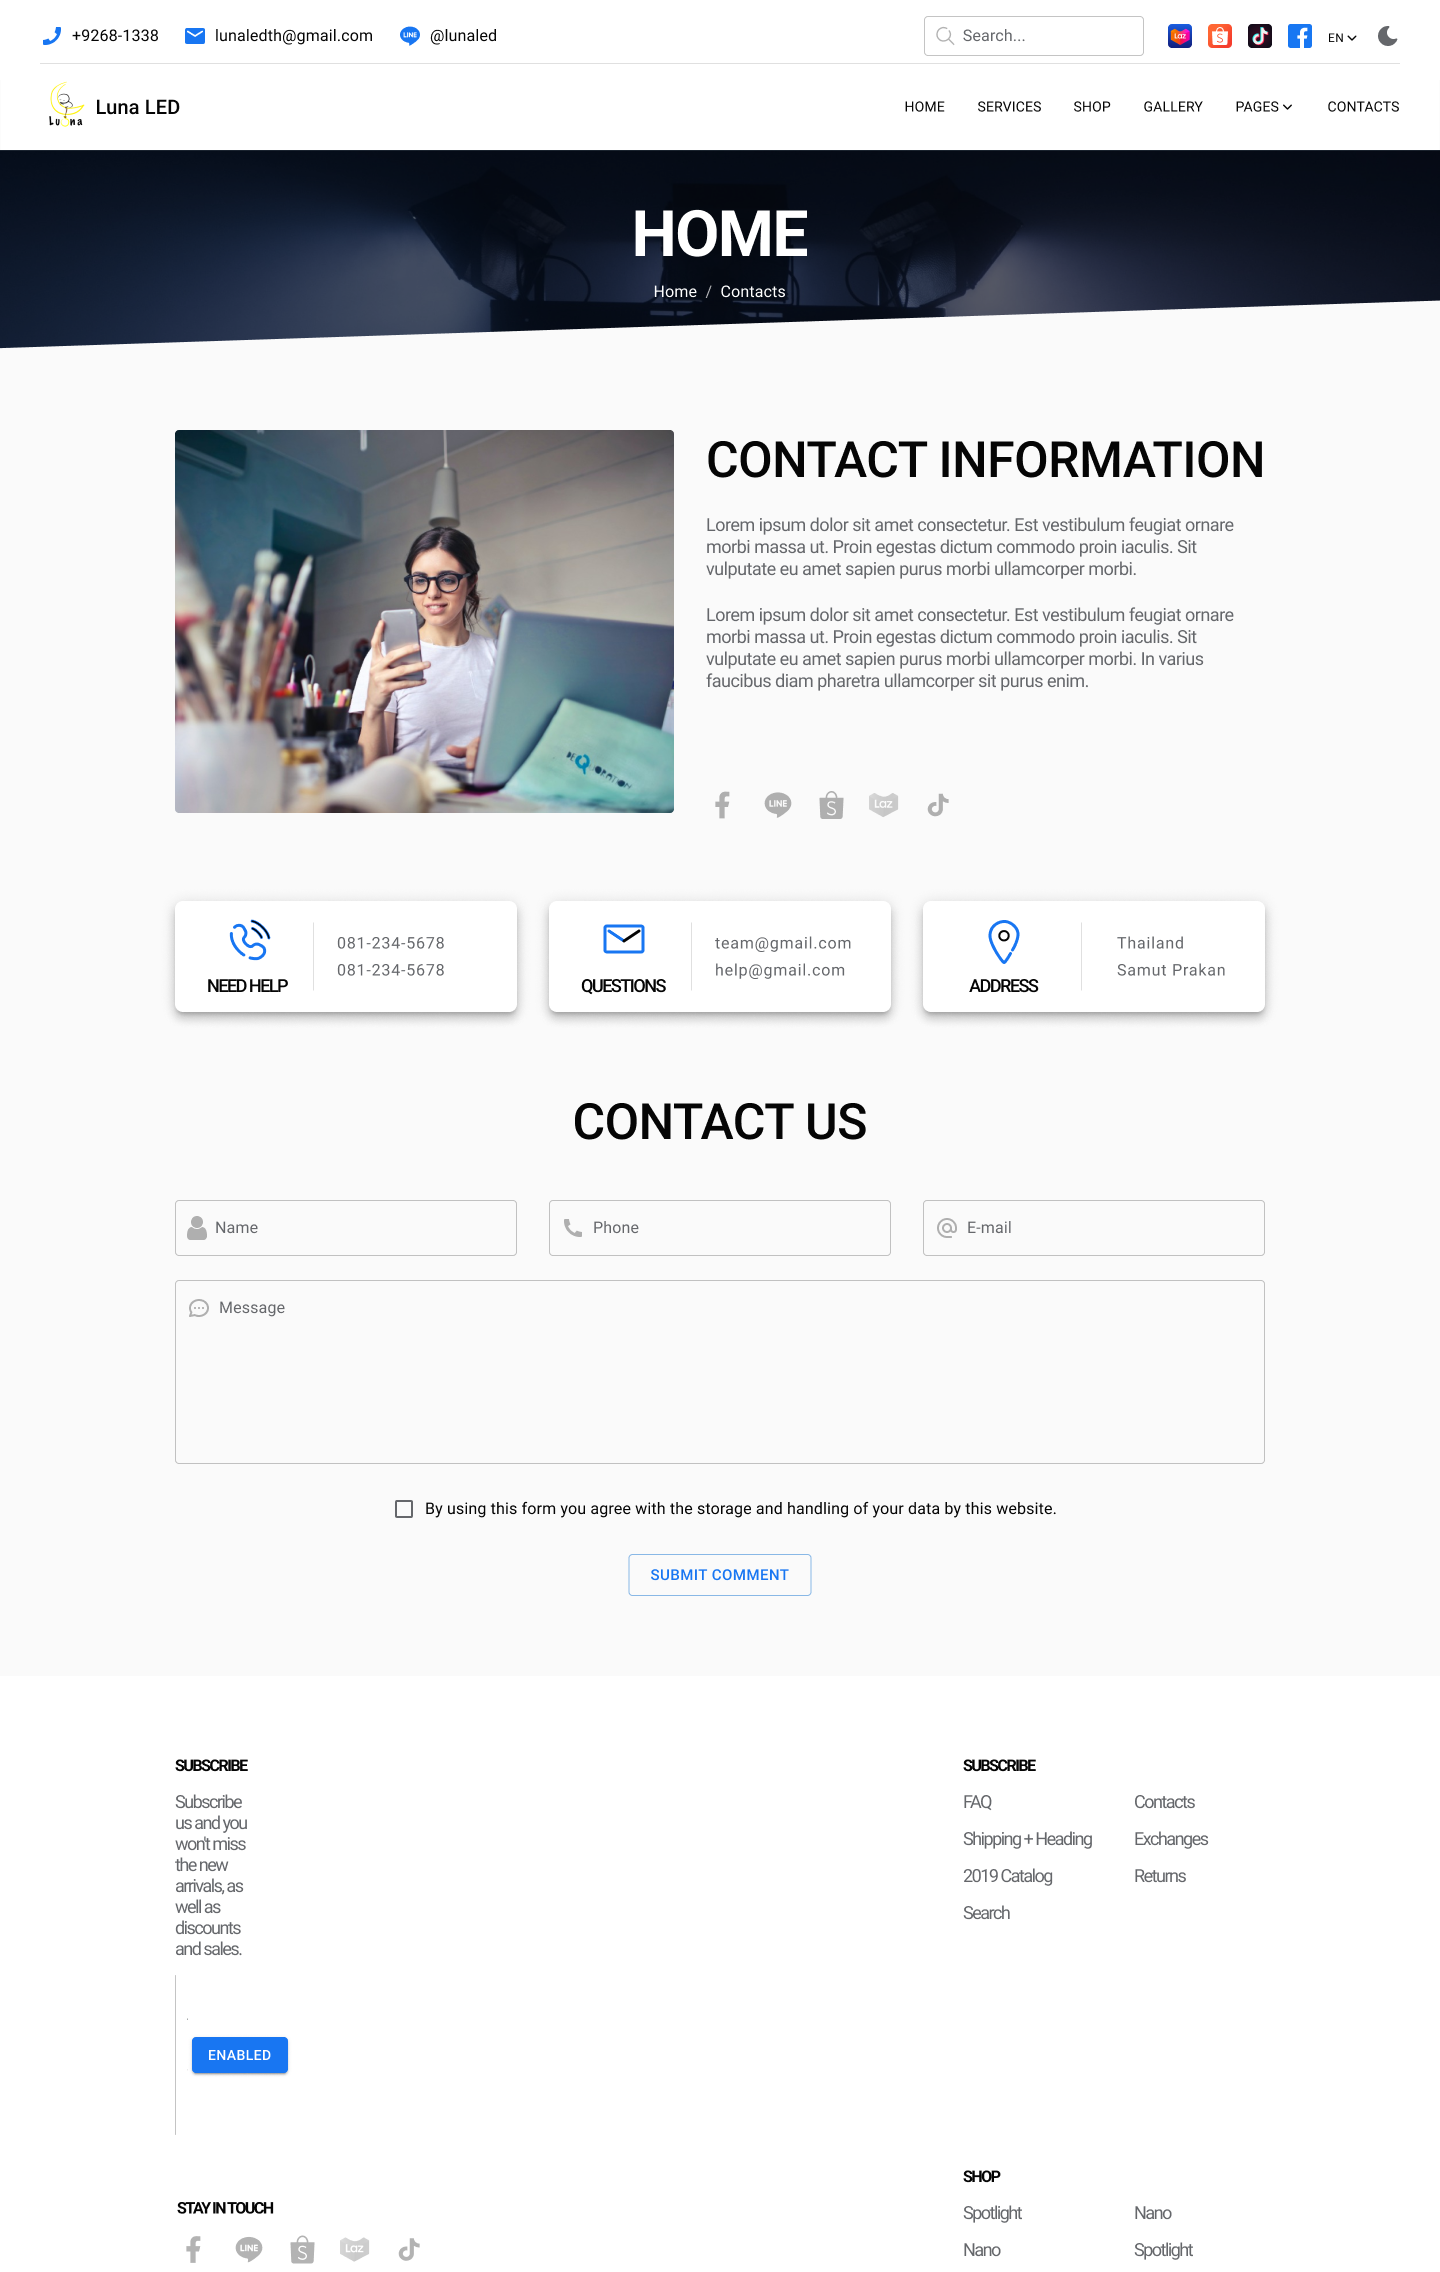 +9268-1338 lunaledth@gmail.com LINE @lunaled Search... Laz S EN
Luna Luna LED HOME SERVICES SHOP GALLERY PAGES CONTACTS
HOME
Home / Contacts
CONTACT INFORMATION
Lorem ipsum dolor sit amet consectetur. Est vestibulum feugiat ornare
morbi massa ut. Proin egestas dictum commodo proin iaculis. Sit
vulputate eu amet sapien purus morbi ullamcorper morbi.
Lorem ipsum dolor sit amet consectetur. Est vestibulum feugiat ornare
morbi massa ut. Proin egestas dictum commodo proin iaculis. Sit
vulputate eu amet sapien purus morbi ullamcorper morbi. In varius
faucibus diam pharetra ullamcorper sit purus enim.
LINE S Laz
NEED HELP
081-234-5678
081-234-5678
QUESTIONS
team@gmail.com
help@gmail.com
ADDRESS
Thailand
Samut Prakan
CONTACT US
Name Phone E-mail
Message
By using this form you agree with the storage and handling of your data by this website.
SUBMIT COMMENT
SUBSCRIBE
Subscribe
us and you
won't miss
the new
arrivals, as
well as
discounts
and sales.
ENABLED
STAY IN TOUCH
LINE S Laz
SUBSCRIBE
FAQ Contacts
Shipping + Heading Exchanges
2019 Catalog Returns
Search
SHOP
Spotlight Nano
Nano Spotlight